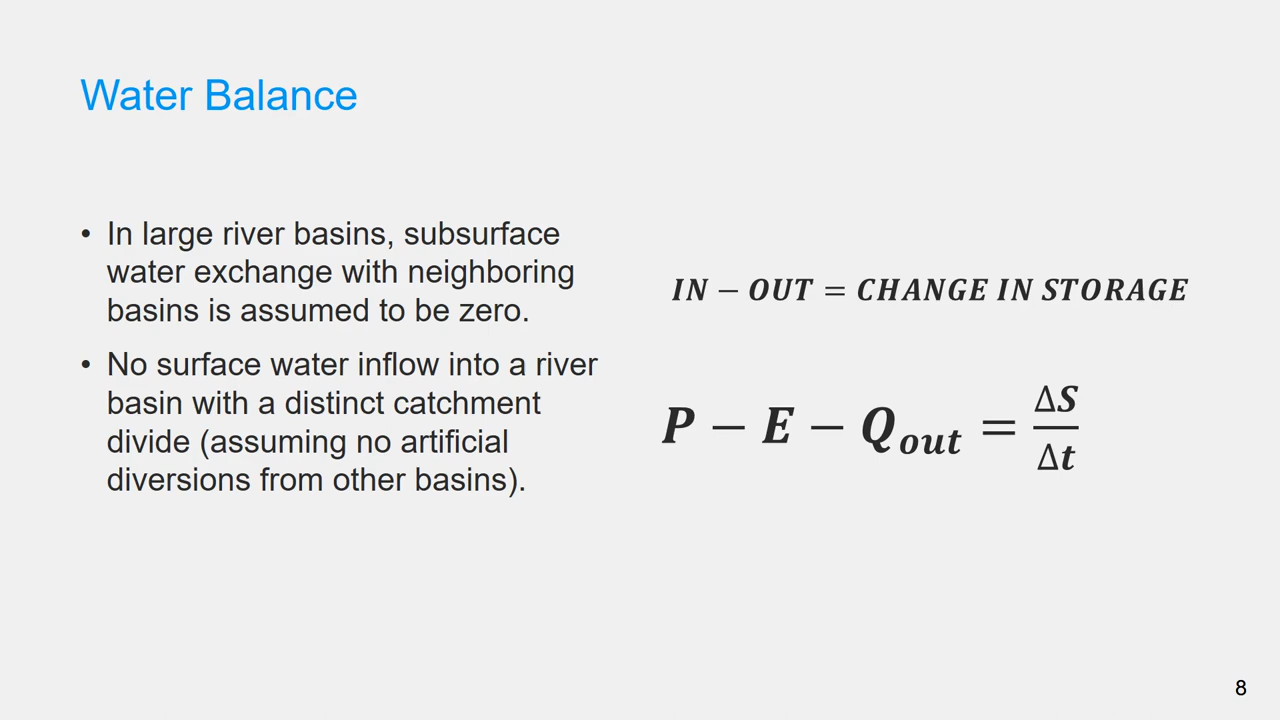 Water Balance
• In large river basins, subsurface
water exchange with neighboring
basins is assumed to be zero.
• No surface water inflow into a river
basin with a distinct catchment
divide (assuming no artificial
diversions from other basins).
IN − OUT = CHANGE IN STORAGE
P − E − Q_out = ΔS/Δt
8